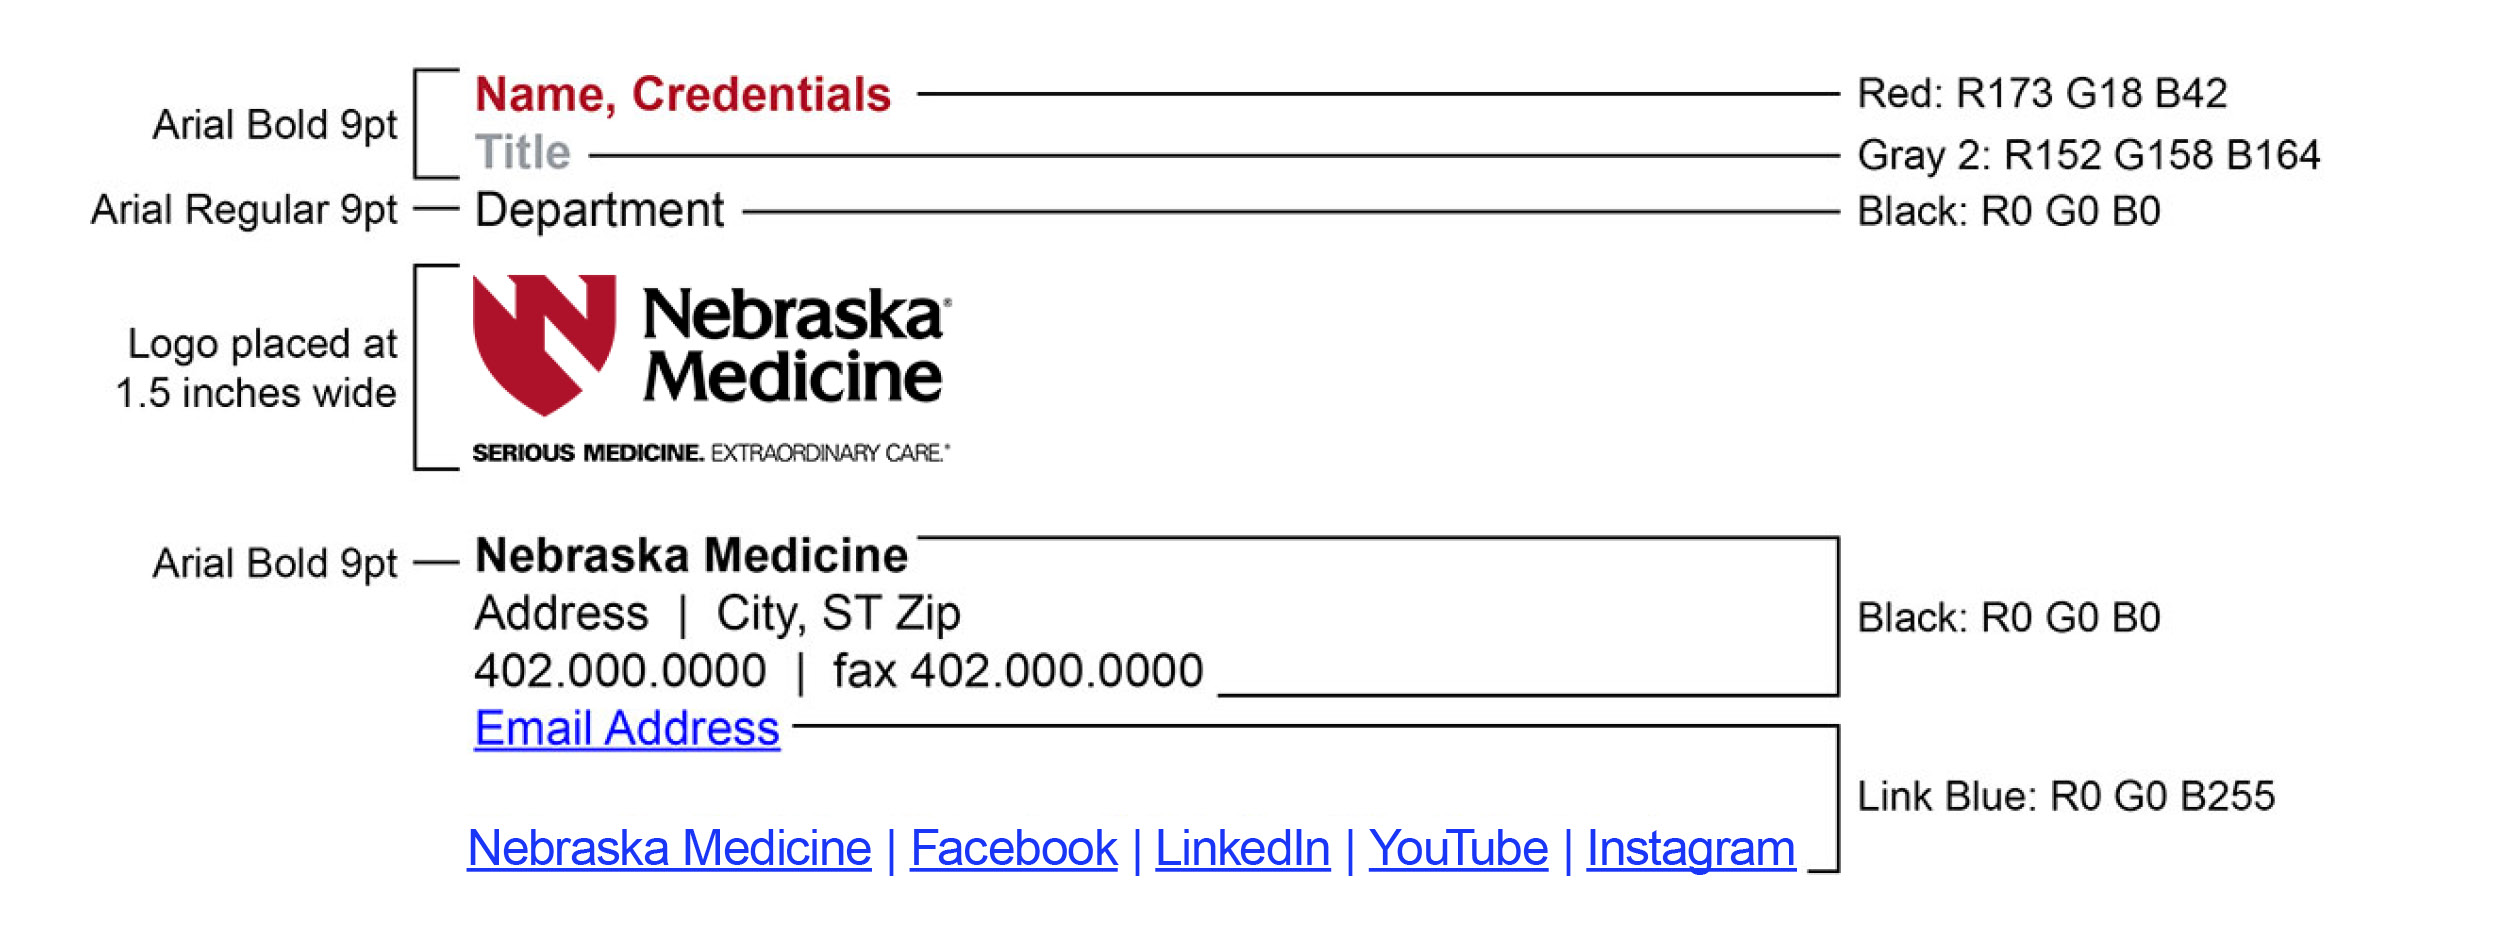 Arial Bold 9pt
Name, Credentials
Red: R173 G18 B42
Title
Gray 2: R152 G158 B164
Arial Regular 9pt
Department
Black: R0 G0 B0
Logo placed at
1.5 inches wide
Nebraska®
Medicine
SERIOUS MEDICINE. EXTRAORDINARY CARE.®
Arial Bold 9pt
Nebraska Medicine
Address | City, ST Zip
402.000.0000 | fax 402.000.0000
Black: R0 G0 B0
Email Address
Link Blue: R0 G0 B255
Nebraska Medicine | Facebook | LinkedIn | YouTube | Instagram